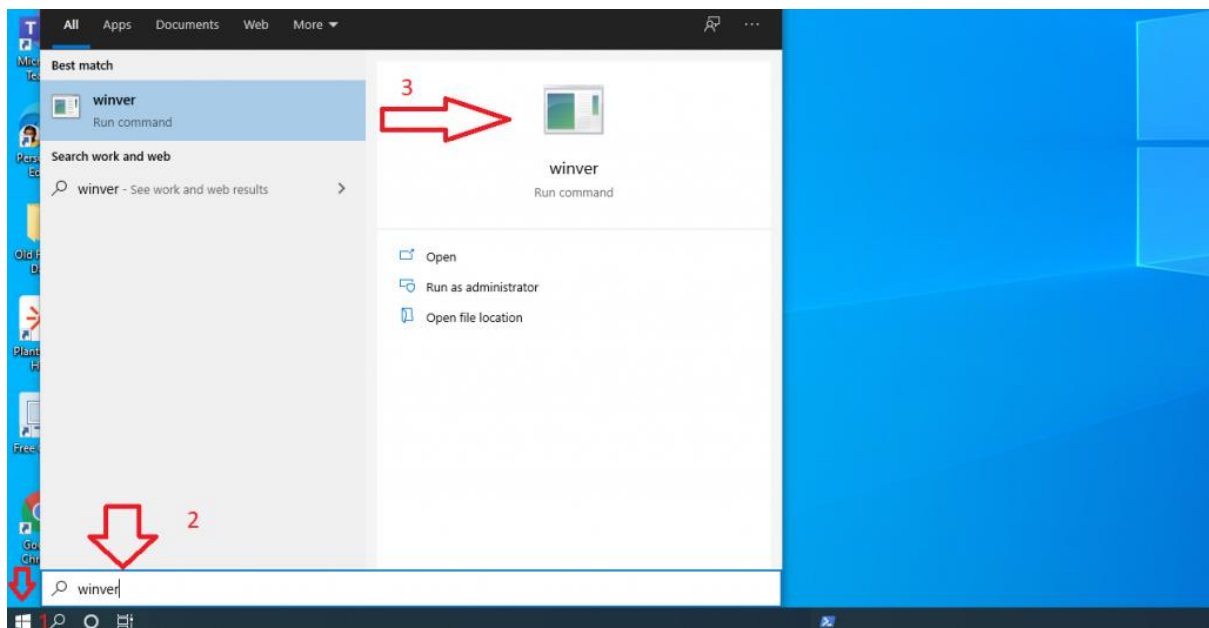 All Apps Documents Web More
Best match
winver
Run command
Search work and web
winver - See work and web results
3
winver
Run command
Open
Run as administrator
Open file location
2
winver
1